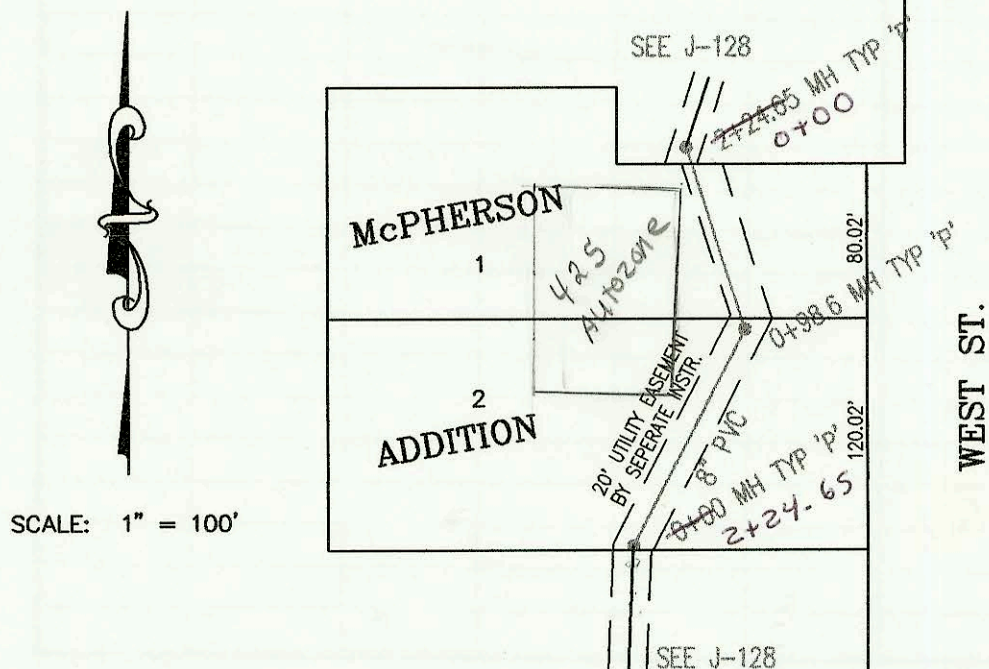 SEE J-128
2+24.65 MH TYP 'P'
0+00
McPHERSON
1
425
Autozone
80.02'
0+98.6 MH TYP 'P'
WEST ST.
2
ADDITION
20' UTILITY EASEMENT
BY SEPERATE INSTR.
8" PVC
120.02'
0+00 MH TYP 'P'
2+24.65
SCALE: 1" = 100'
SEE J-128